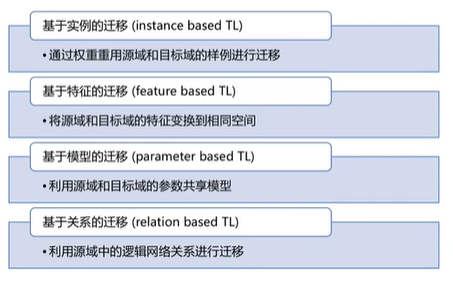 基于实例的迁移 (instance based TL)
•通过权重重用源域和目标域的样例进行迁移
基于特征的迁移 (feature based TL)
•将源域和目标域的特征变换到相同空间
基于模型的迁移 (parameter based TL)
•利用源域和目标域的参数共享模型
基于关系的迁移 (relation based TL)
•利用源域中的逻辑网络关系进行迁移